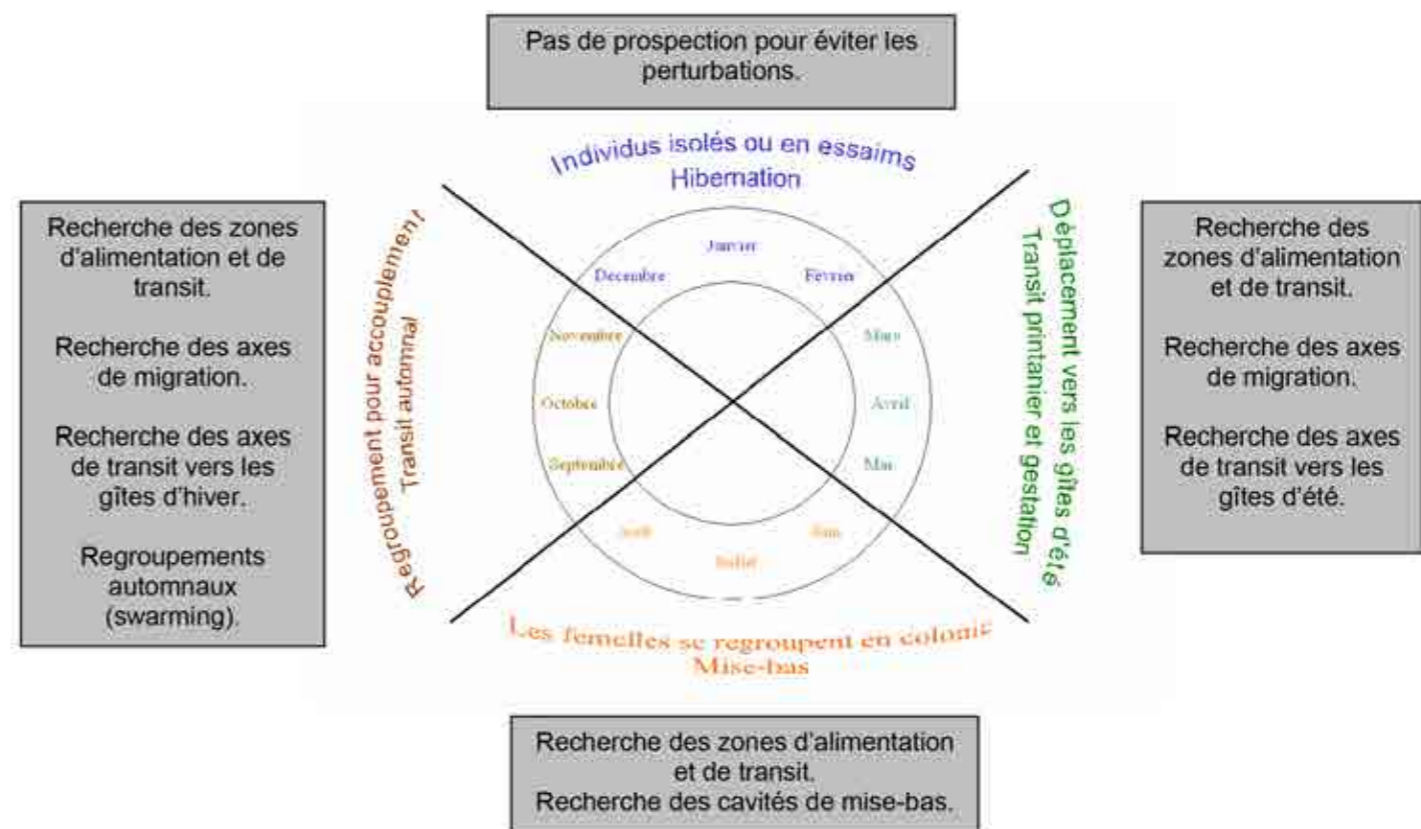 Pas de prospection pour éviter les
perturbations.
Individus isolés ou en essaims
Hibernation
Recherche des zones
d'alimentation et de
transit.
Recherche des axes
de migration.
Recherche des axes
de transit vers les
gîtes d'hiver.
Regroupements
automnaux
(swarming).
Regroupement pour accouplement
Transit automnal
Janvier
Décembre
Février
Novembre
Mars
Octobre
Avril
Septembre
Mai
Août
Juin
Juillet
Déplacement vers les gîtes d'été
Transit printanier et gestation
Recherche des
zones d'alimentation
et de transit.
Recherche des axes
de migration.
Recherche des axes
de transit vers les
gîtes d'été.
Les femelles se regroupent en colonie
Mise-bas
Recherche des zones d'alimentation
et de transit.
Recherche des cavités de mise-bas.